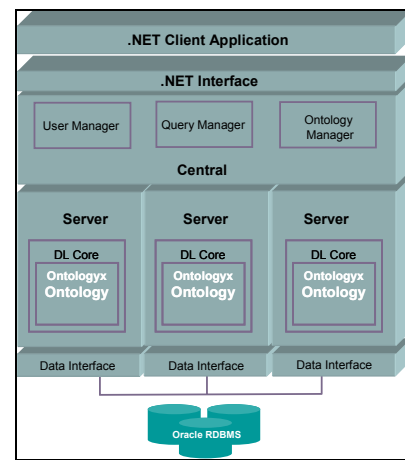 .NET Client Application
.NET Interface
User Manager
Query Manager
Ontology
Manager
Central
Server
Server
Server
DL Core
DL Core
DL Core
Ontologyx
Ontology
Ontologyx
Ontology
Ontologyx
Ontology
Data Interface
Data Interface
Data Interface
Oracle RDBMS